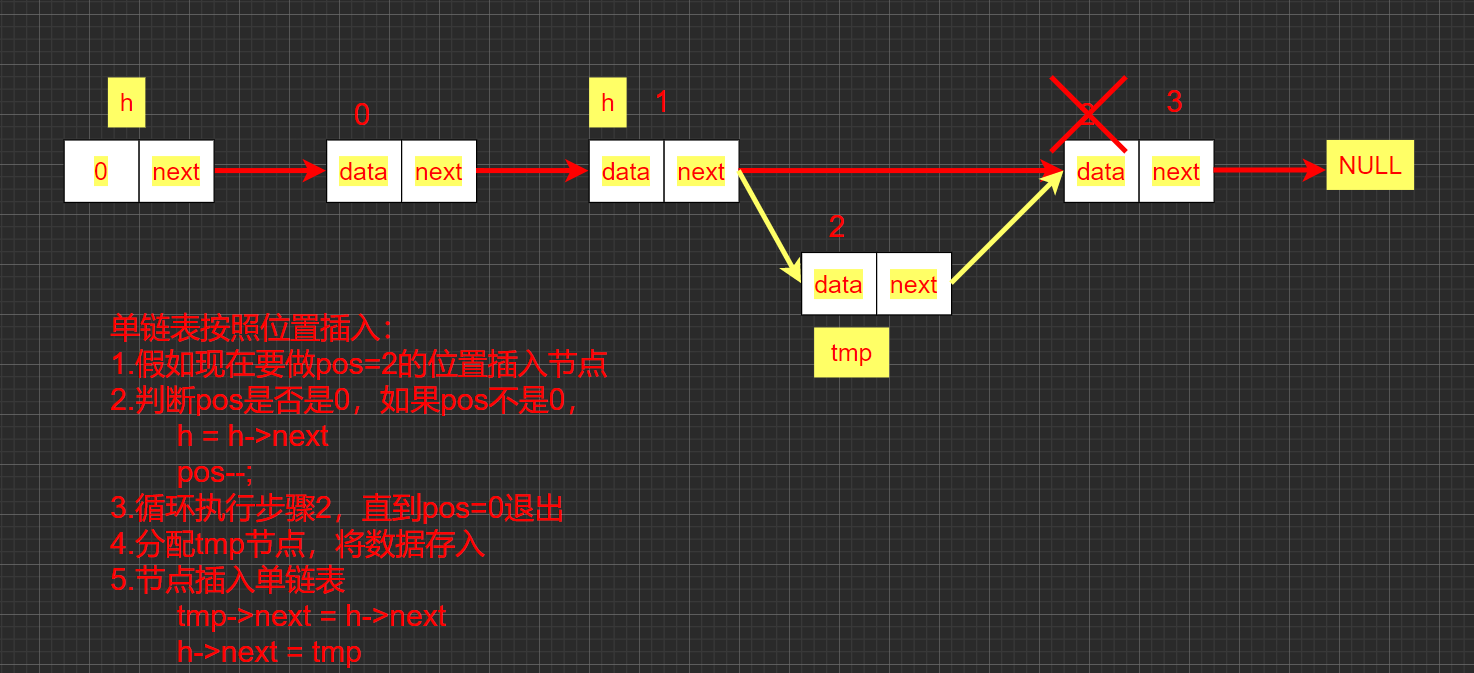 h
0
h
1
2
3
0
next
data
next
data
next
data
next
NULL
2
data
next
tmp
单链表按照位置插入：
1.假如现在要做pos=2的位置插入节点
2.判断pos是否是0，如果pos不是0，
h = h->next
pos--;
3.循环执行步骤2，直到pos=0退出
4.分配tmp节点，将数据存入
5.节点插入单链表
tmp->next = h->next
h->next = tmp